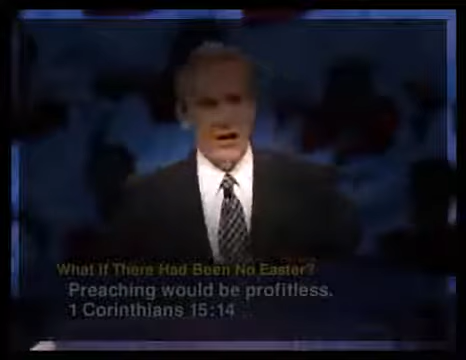 What If There Had Been No Easter?
Preaching would be profitless.
1 Corinthians 15:14